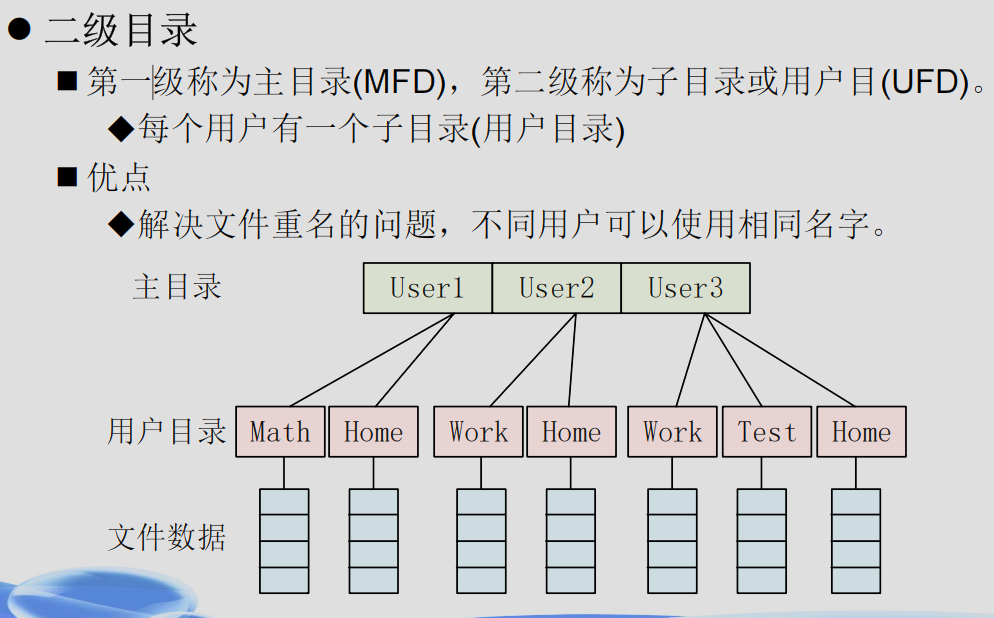 二级目录
第一级称为主目录(MFD)，第二级称为子目录或用户目(UFD)。
每个用户有一个子目录(用户目录)
优点
解决文件重名的问题，不同用户可以使用相同名字。
主目录 User1 User2 User3
用户目录 Math Home Work Home Work Test Home
文件数据